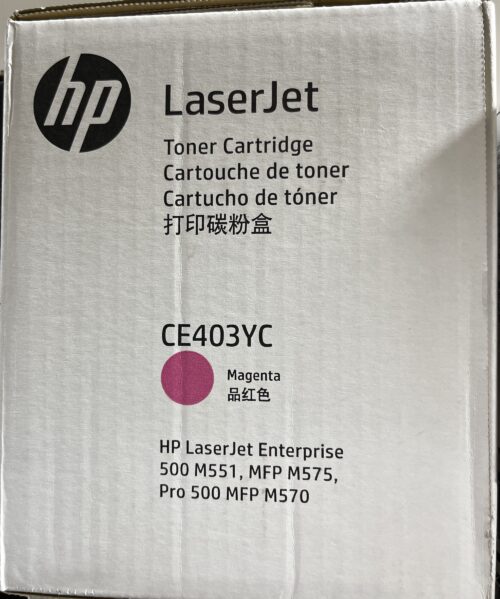 hp
LaserJet
Toner Cartridge
Cartouche de toner
Cartucho de tóner
打印碳粉盒
CE403YC
Magenta
品红色
HP LaserJet Enterprise
500 M551, MFP M575,
Pro 500 MFP M570